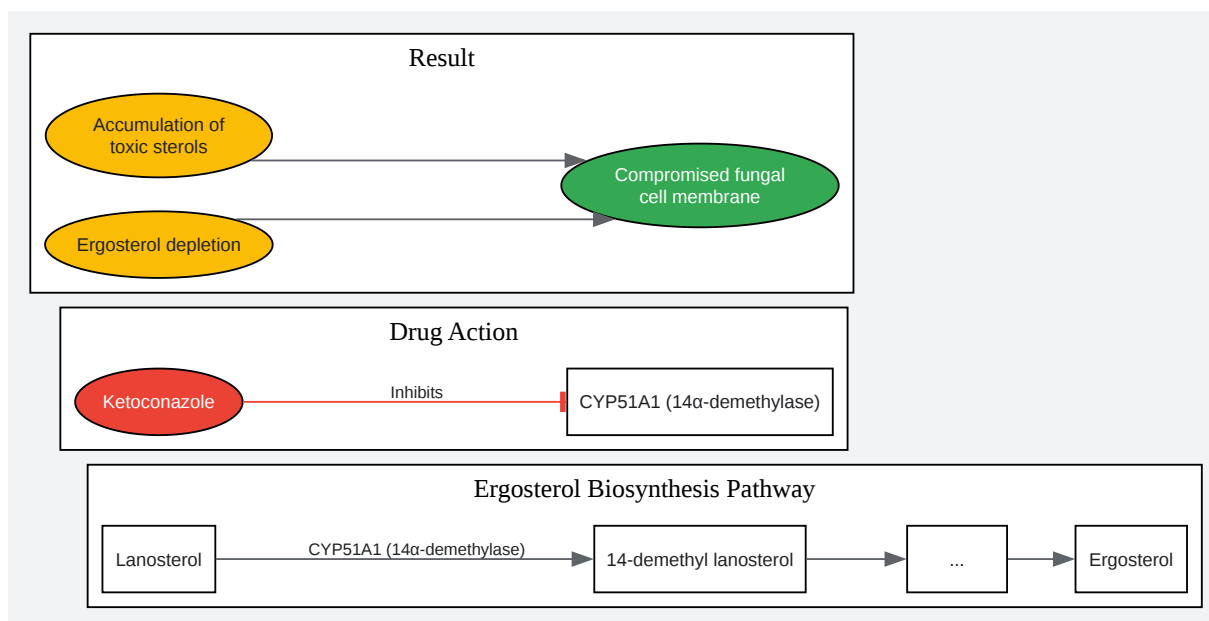 Result
Accumulation of
toxic sterols
Compromised fungal
cell membrane
Ergosterol depletion
Drug Action
Ketoconazole
Inhibits
CYP51A1 (14α-demethylase)
Ergosterol Biosynthesis Pathway
Lanosterol
CYP51A1 (14α-demethylase)
14-demethyl lanosterol
...
Ergosterol